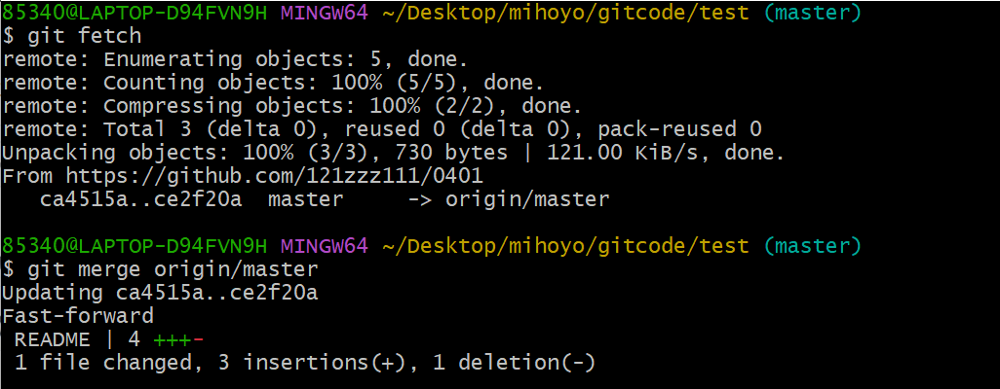 85340@LAPTOP-D94FVN9H MINGW64 ~/Desktop/mihoyo/gitcode/test (master)
$ git fetch
remote: Enumerating objects: 5, done.
remote: Counting objects: 100% (5/5), done.
remote: Compressing objects: 100% (2/2), done.
remote: Total 3 (delta 0), reused 0 (delta 0), pack-reused 0
Unpacking objects: 100% (3/3), 730 bytes | 121.00 KiB/s, done.
From https://github.com/121zzz111/0401
   ca4515a..ce2f20a  master     -> origin/master
85340@LAPTOP-D94FVN9H MINGW64 ~/Desktop/mihoyo/gitcode/test (master)
$ git merge origin/master
Updating ca4515a..ce2f20a
Fast-forward
 README | 4 +++-
 1 file changed, 3 insertions(+), 1 deletion(-)